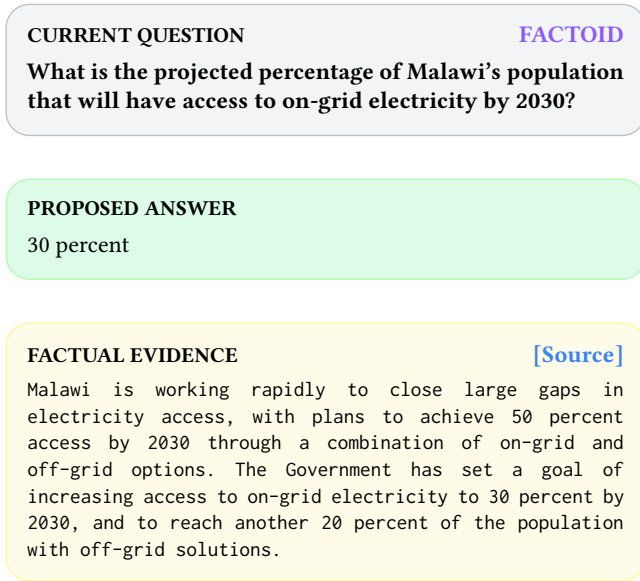 CURRENT QUESTION FACTOID
What is the projected percentage of Malawi's population
that will have access to on-grid electricity by 2030?
PROPOSED ANSWER
30 percent
FACTUAL EVIDENCE [Source]
Malawi is working rapidly to close large gaps in
electricity access, with plans to achieve 50 percent
access by 2030 through a combination of on-grid and
off-grid options. The Government has set a goal of
increasing access to on-grid electricity to 30 percent by
2030, and to reach another 20 percent of the population
with off-grid solutions.